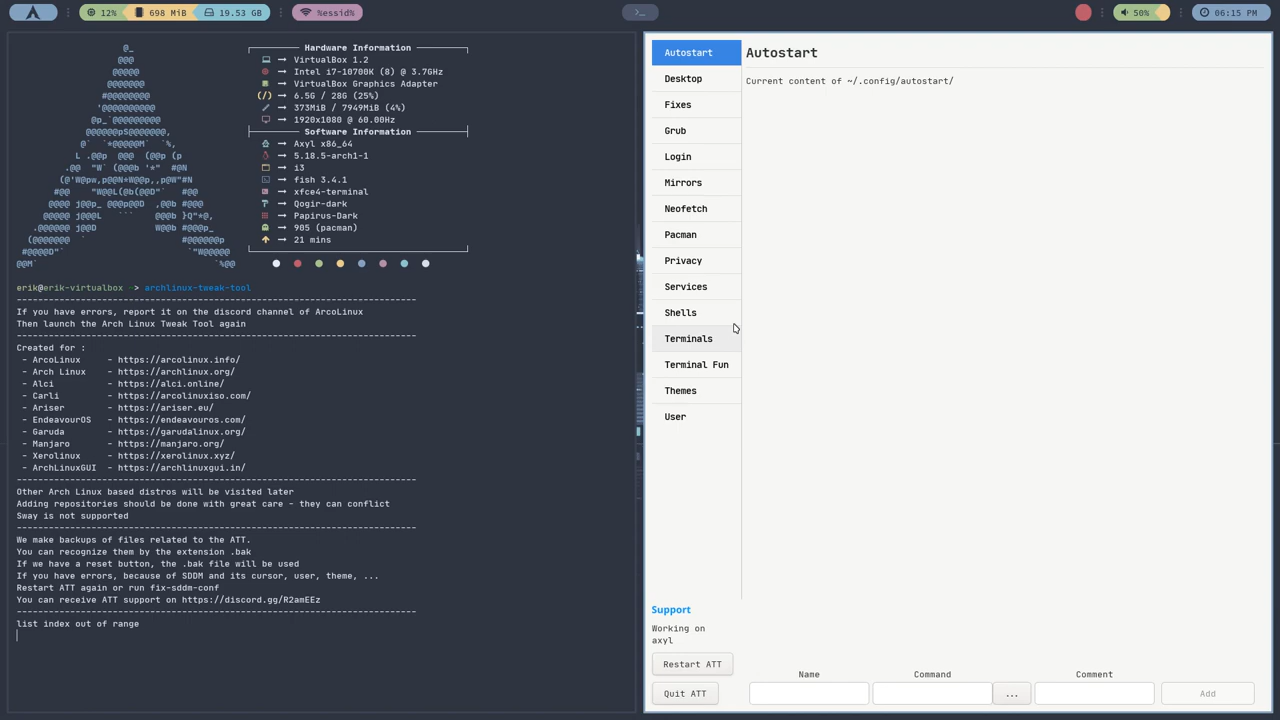 12% 698 MiB 19.53 GB %essid% >_ 50% 06:15 PM
Hardware Information
VirtualBox 1.2
Intel i7-10700K (8) @ 3.7GHz
VirtualBox Graphics Adapter
(/) → 6.5G / 28G (25%)
373MiB / 7949MiB (4%)
1920x1080 @ 60.00Hz
Software Information
Axyl x86_64
5.18.5-arch1-1
i3
fish 3.4.1
xfce4-terminal
Qogir-dark
Papirus-Dark
905 (pacman)
21 mins
erik@erik-virtualbox -> archlinux-tweak-tool
If you have errors, report it on the discord channel of ArcoLinux
Then launch the Arch Linux Tweak Tool again
Created for :
- ArcoLinux - https://arcolinux.info/
- Arch Linux - https://archlinux.org/
- Alci - https://alci.online/
- Carli - https://arcolinuxiso.com/
- Ariser - https://ariser.eu/
- EndeavourOS - https://endeavouros.com/
- Garuda - https://garudalinux.org/
- Manjaro - https://manjaro.org/
- Xerolinux - https://xerolinux.xyz/
- ArchLinuxGUI - https://archlinuxgui.in/
Other Arch Linux based distros will be visited later
Adding repositories should be done with great care - they can conflict
Sway is not supported
We make backups of files related to the ATT.
You can recognize them by the extension .bak
If we have a reset button, the .bak file will be used
If you have errors, because of SDDM and its cursor, user, theme, ...
Restart ATT again or run fix-sddm-conf
You can receive ATT support on https://discord.gg/R2amEEz
list index out of range
Autostart
Desktop
Fixes
Grub
Login
Mirrors
Neofetch
Pacman
Privacy
Services
Shells
Terminals
Terminal Fun
Themes
User
Support
Working on
axyl
Restart ATT
Quit ATT
Autostart
Current content of ~/.config/autostart/
Name Command Comment
... Add